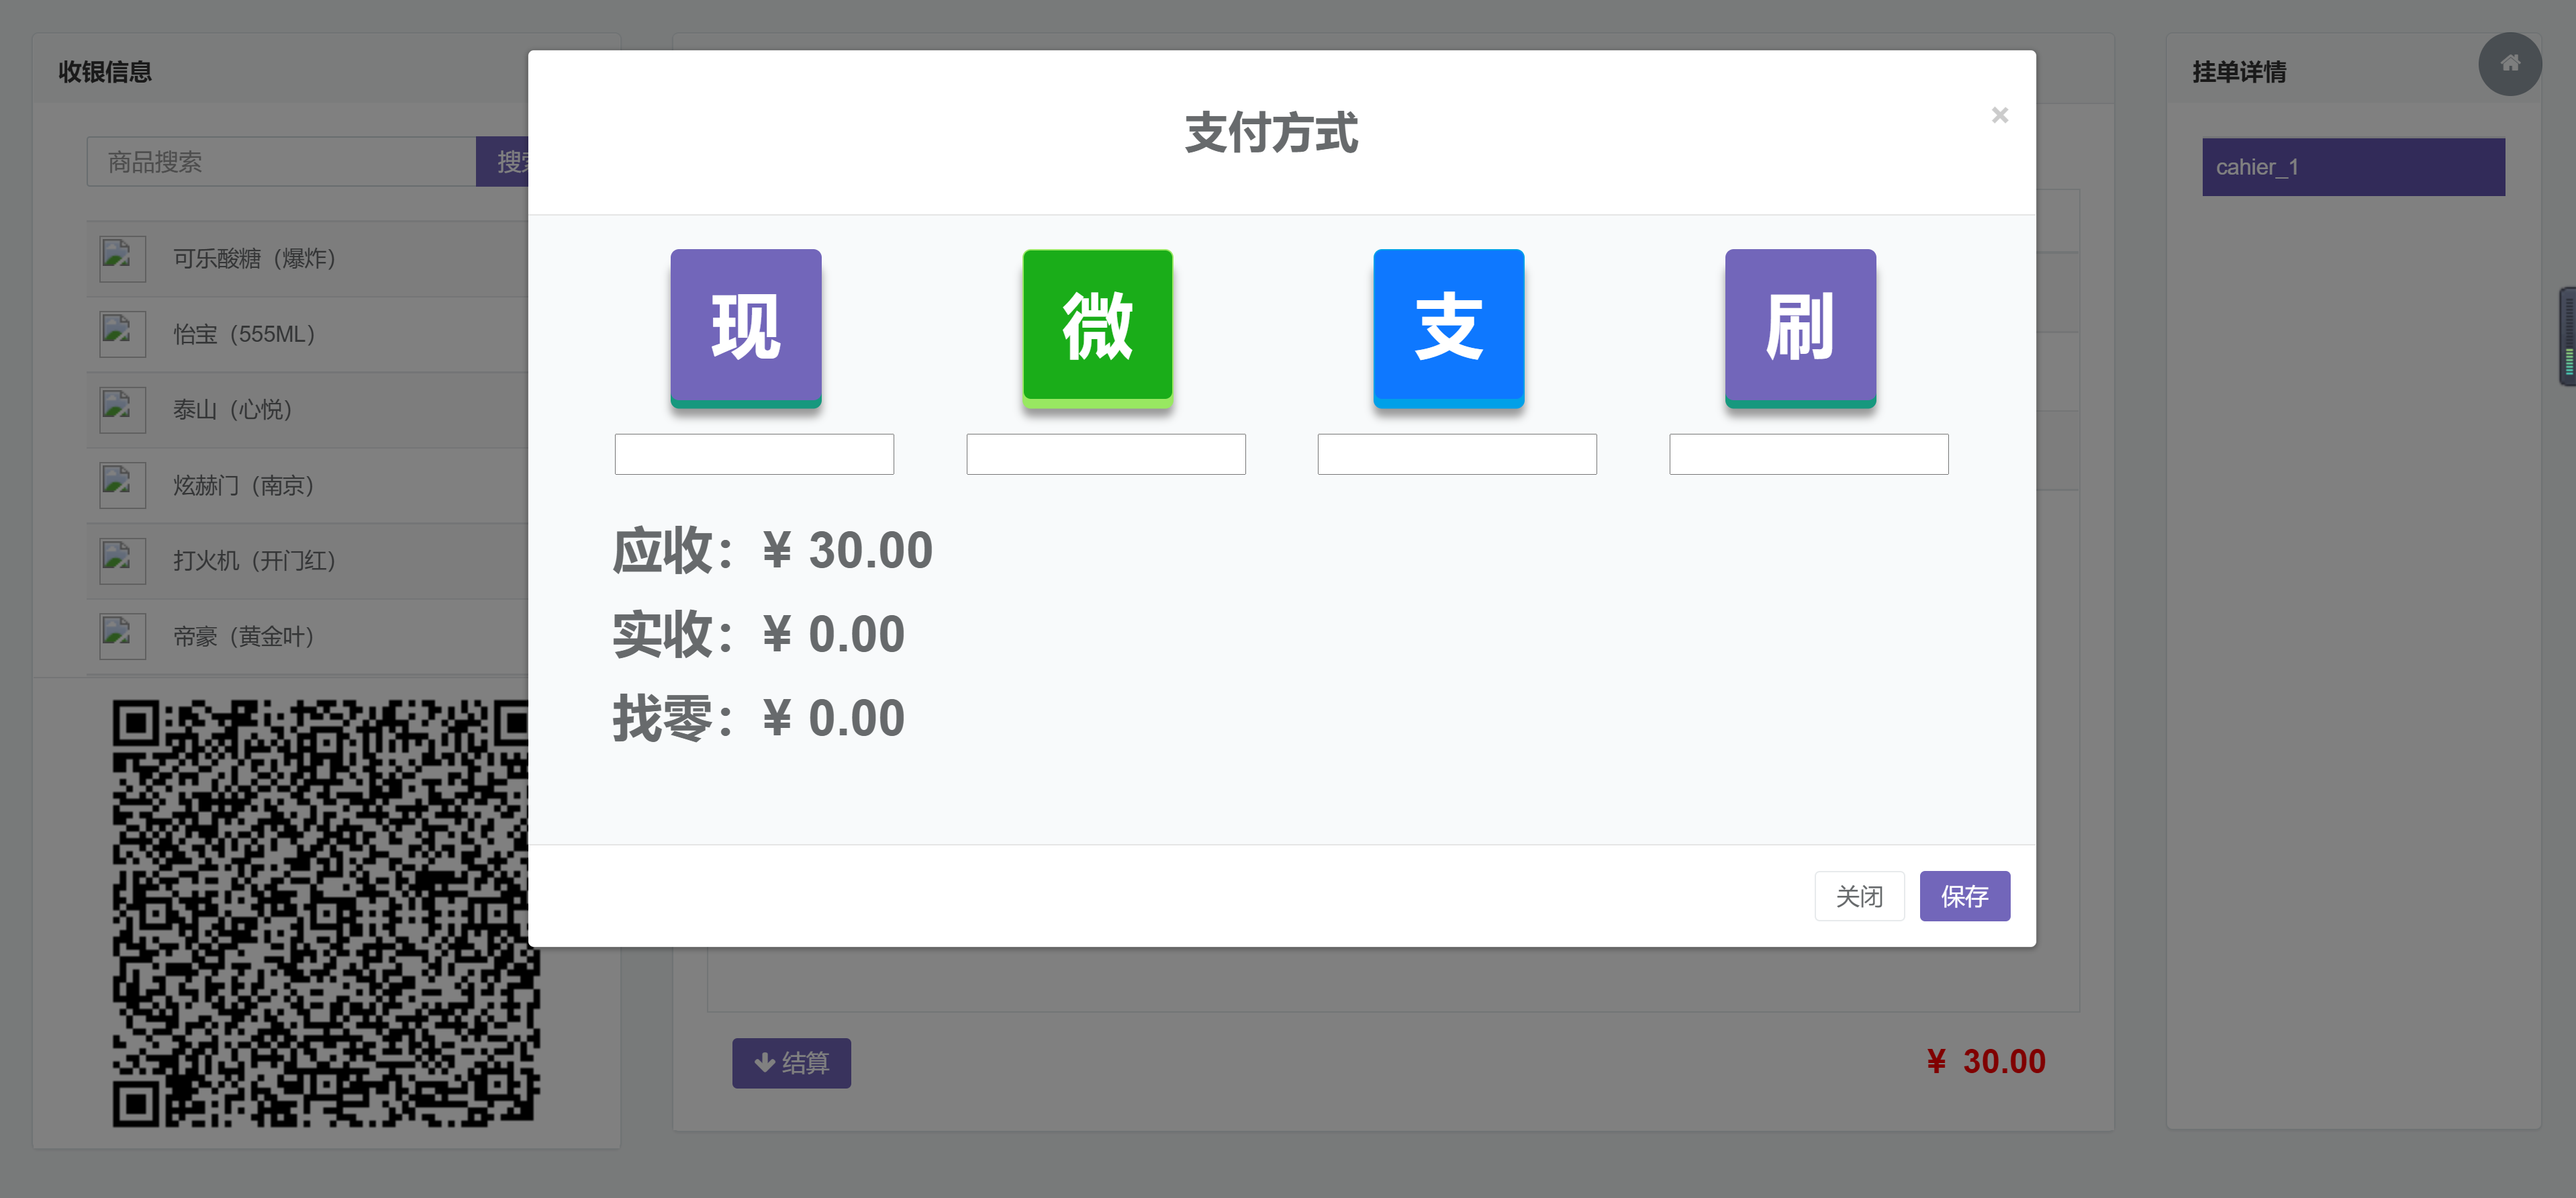 收银信息
商品搜索
搜
可乐酸糖（爆炸）
怡宝（555ML）
泰山（心悦）
炫赫门（南京）
打火机（开门红）
帝豪（黄金叶）
支付方式
×
现
微
支
刷
应收：¥ 30.00
实收：¥ 0.00
找零：¥ 0.00
关闭
保存
结算
¥ 30.00
挂单详情
cahier_1